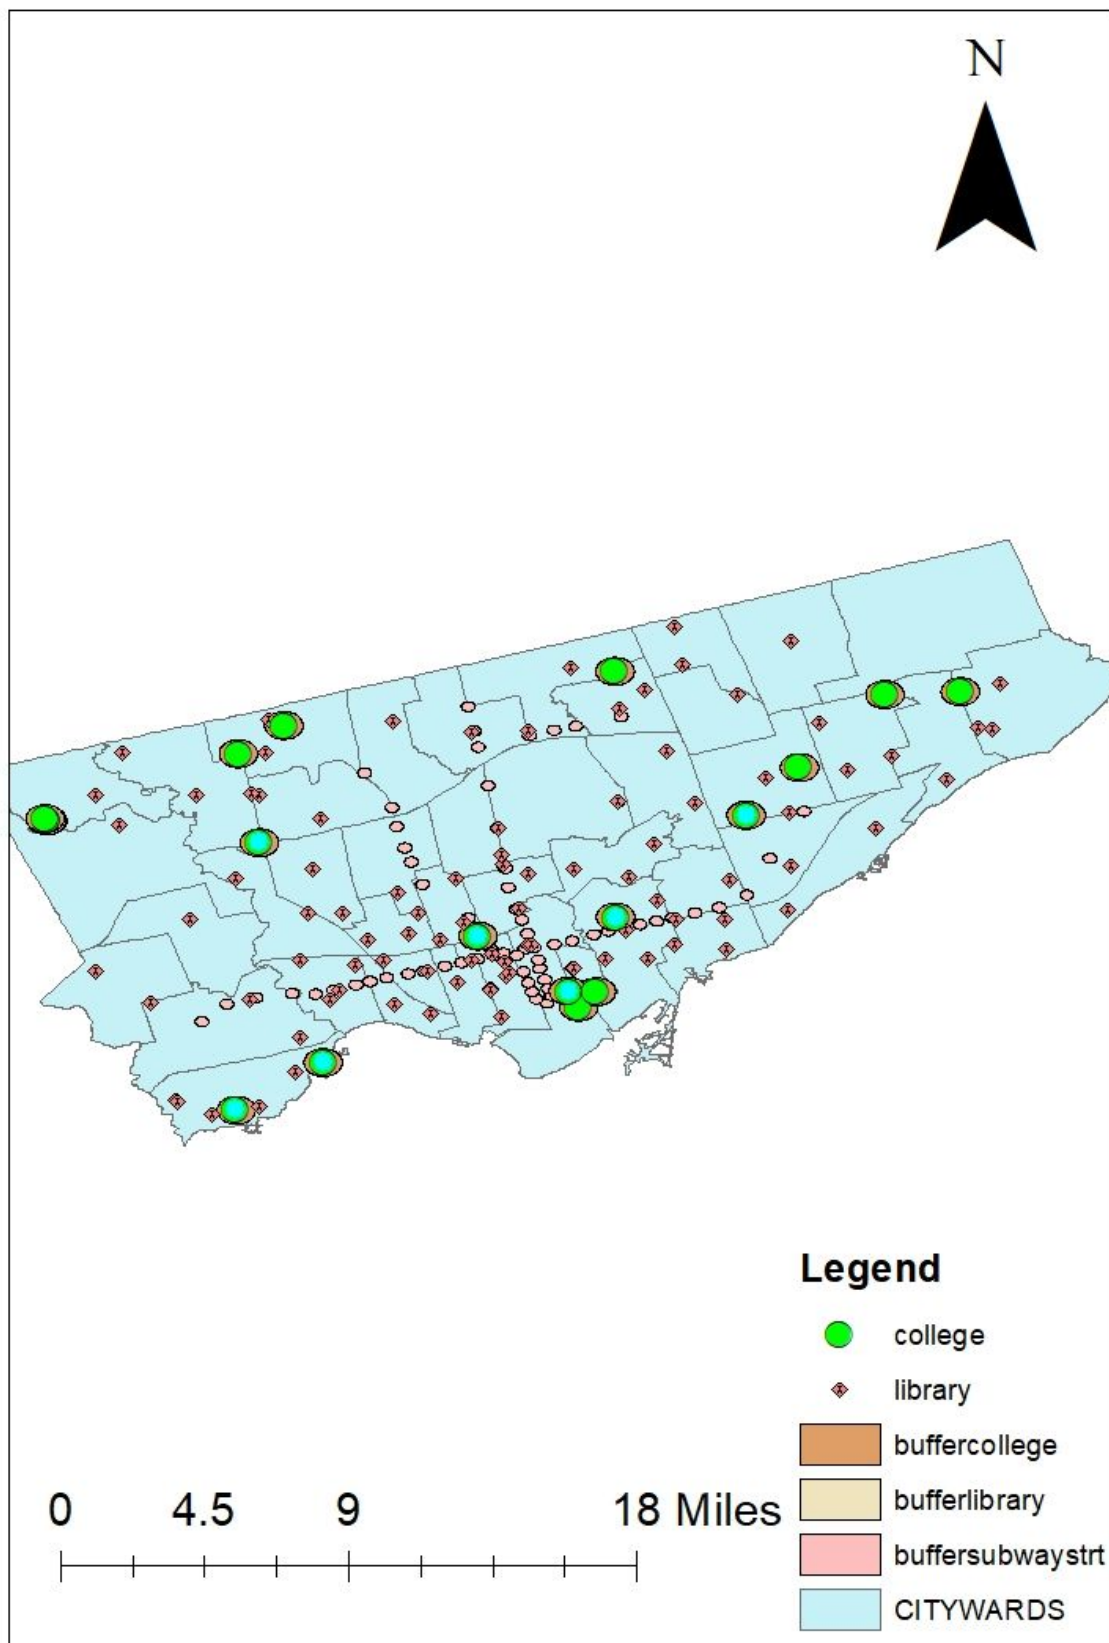 N
Legend
college
library
buffercollege
bufferlibrary
buffersubwaystrt
CITYWARDS
0 4.5 9 18 Miles